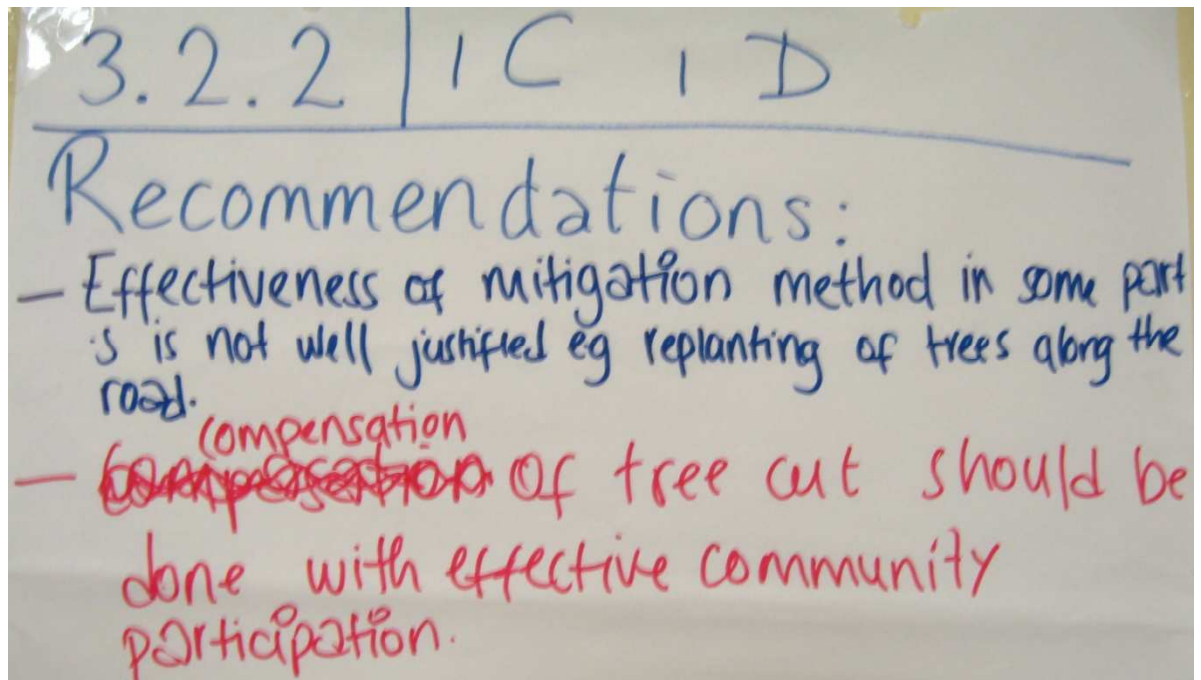 3.2.2 | 1C 1 D
Recommendations:
- Effectiveness of mitigation method in some part
s is not well justified eg replanting of trees along the
road.
compensation
- of tree cut should be
done with effective community
participation.